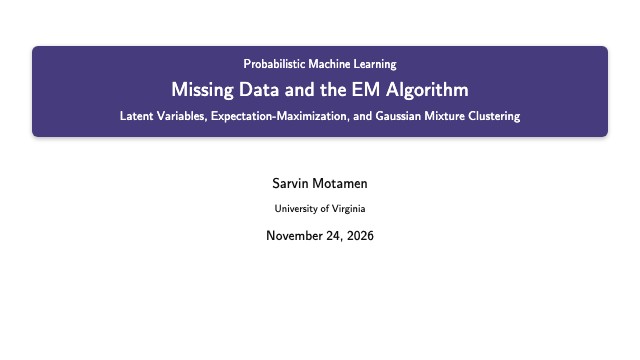 Probabilistic Machine Learning
Missing Data and the EM Algorithm
Latent Variables, Expectation-Maximization, and Gaussian Mixture Clustering
Sarvin Motamen
University of Virginia
November 24, 2026